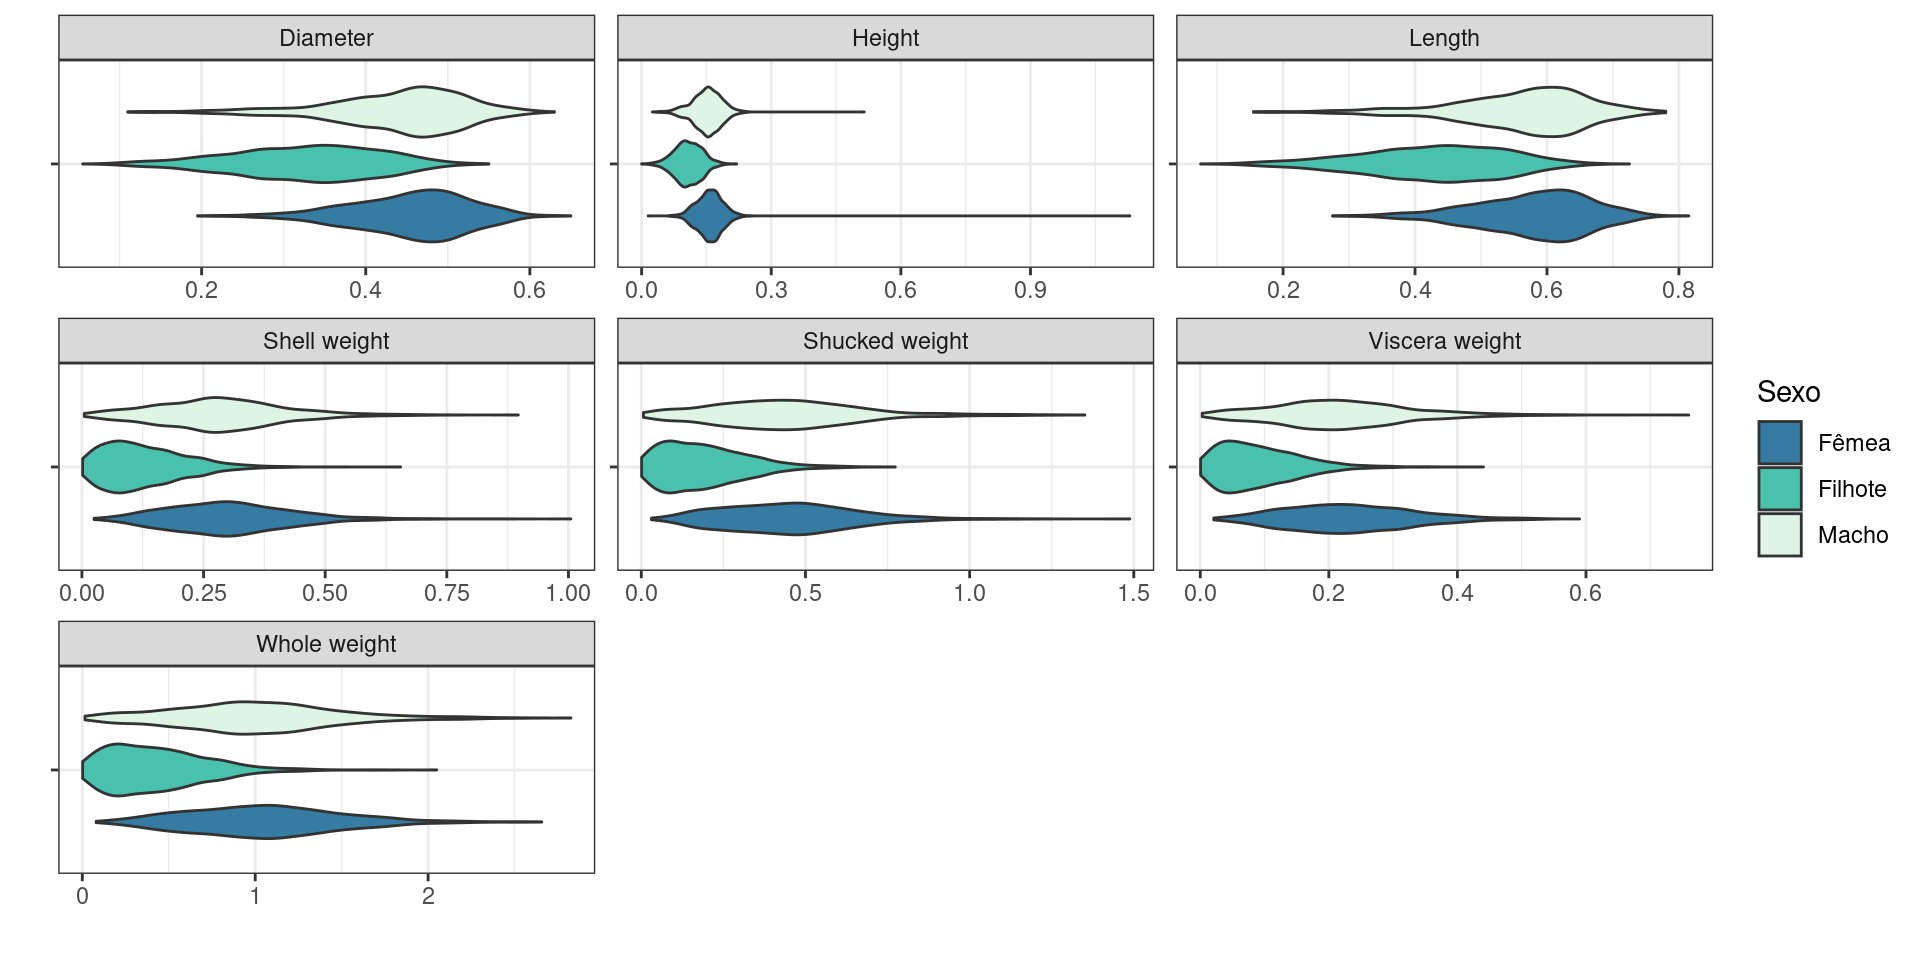 Diameter
Height
Length
0.2 0.4 0.6
0.0 0.3 0.6 0.9
0.2 0.4 0.6 0.8
Shell weight
Shucked weight
Viscera weight
0.00 0.25 0.50 0.75 1.00
0.0 0.5 1.0 1.5
0.0 0.2 0.4 0.6
Whole weight
0 1 2
Sexo
Fêmea
Filhote
Macho